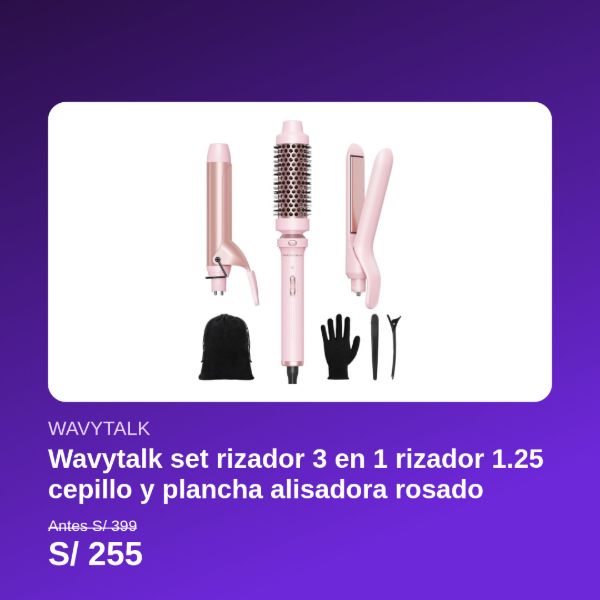 WAVYTALK
Wavytalk set rizador 3 en 1 rizador 1.25
cepillo y plancha alisadora rosado
Antes S/ 399
S/ 255